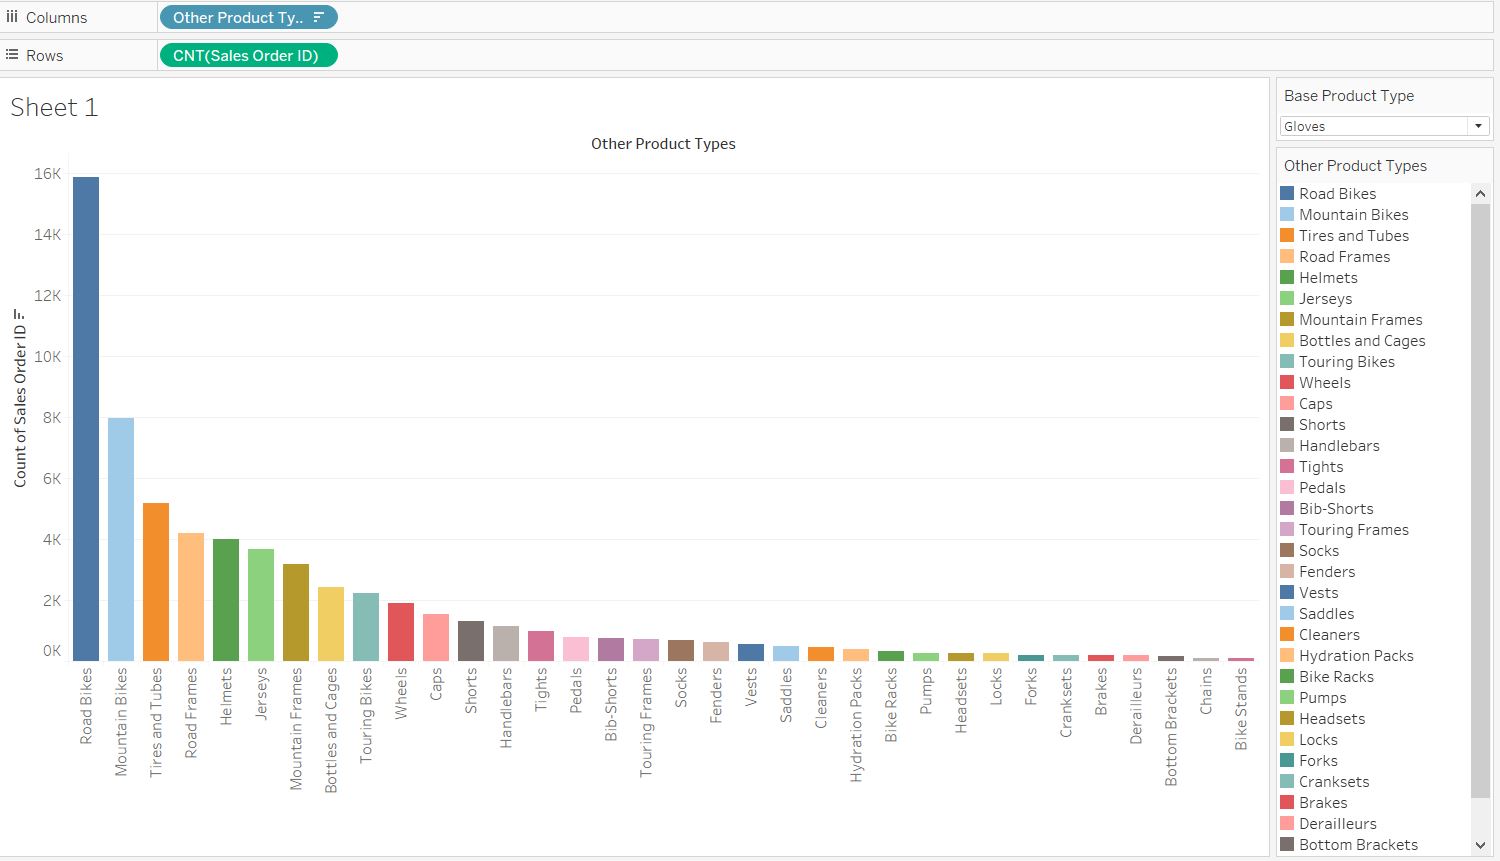 Columns
Other Product Ty..
Rows
CNT(Sales Order ID)
Sheet 1
Other Product Types
Count of Sales Order ID
16K
14K
12K
10K
8K
6K
4K
2K
0K
Road Bikes
Mountain Bikes
Tires and Tubes
Road Frames
Helmets
Jerseys
Mountain Frames
Bottles and Cages
Touring Bikes
Wheels
Caps
Shorts
Handlebars
Tights
Pedals
Bib-Shorts
Touring Frames
Socks
Fenders
Vests
Saddles
Cleaners
Hydration Packs
Bike Racks
Pumps
Headsets
Locks
Forks
Cranksets
Brakes
Derailleurs
Bottom Brackets
Chains
Bike Stands
Base Product Type
Gloves
Other Product Types
Road Bikes
Mountain Bikes
Tires and Tubes
Road Frames
Helmets
Jerseys
Mountain Frames
Bottles and Cages
Touring Bikes
Wheels
Caps
Shorts
Handlebars
Tights
Pedals
Bib-Shorts
Touring Frames
Socks
Fenders
Vests
Saddles
Cleaners
Hydration Packs
Bike Racks
Pumps
Headsets
Locks
Forks
Cranksets
Brakes
Derailleurs
Bottom Brackets